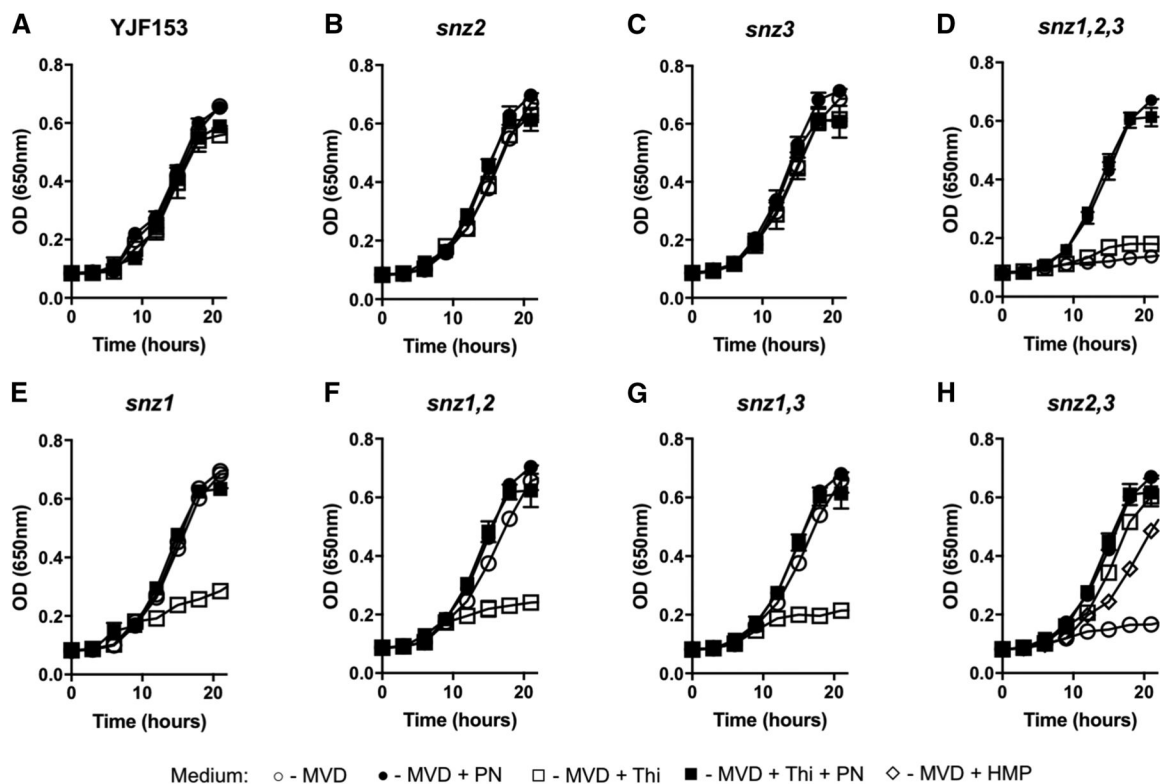 A YJF153
0.8
0.6
0.4
0.2
0.0
OD (650nm)
0 10 20
Time (hours)
B snz2
0.8
0.6
0.4
0.2
0.0
OD (650nm)
0 10 20
Time (hours)
C snz3
0.8
0.6
0.4
0.2
0.0
OD (650nm)
0 10 20
Time (hours)
D snz1,2,3
0.8
0.6
0.4
0.2
0.0
OD (650nm)
0 10 20
Time (hours)
E snz1
0.8
0.6
0.4
0.2
0.0
OD (650nm)
0 10 20
Time (hours)
F snz1,2
0.8
0.6
0.4
0.2
0.0
OD (650nm)
0 10 20
Time (hours)
G snz1,3
0.8
0.6
0.4
0.2
0.0
OD (650nm)
0 10 20
Time (hours)
H snz2,3
0.8
0.6
0.4
0.2
0.0
OD (650nm)
0 10 20
Time (hours)
Medium: ○ - MVD ● - MVD + PN □ - MVD + Thi ■ - MVD + Thi + PN ◇ - MVD + HMP